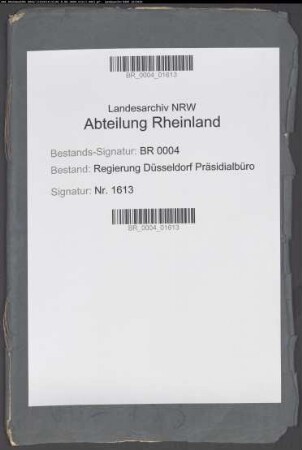 BR_0004_01613
Landesarchiv NRW
Abteilung Rheinland
Bestands-Signatur: BR 0004
Bestand: Regierung Düsseldorf Präsidialbüro
Signatur: Nr. 1613
BR_0004_01613